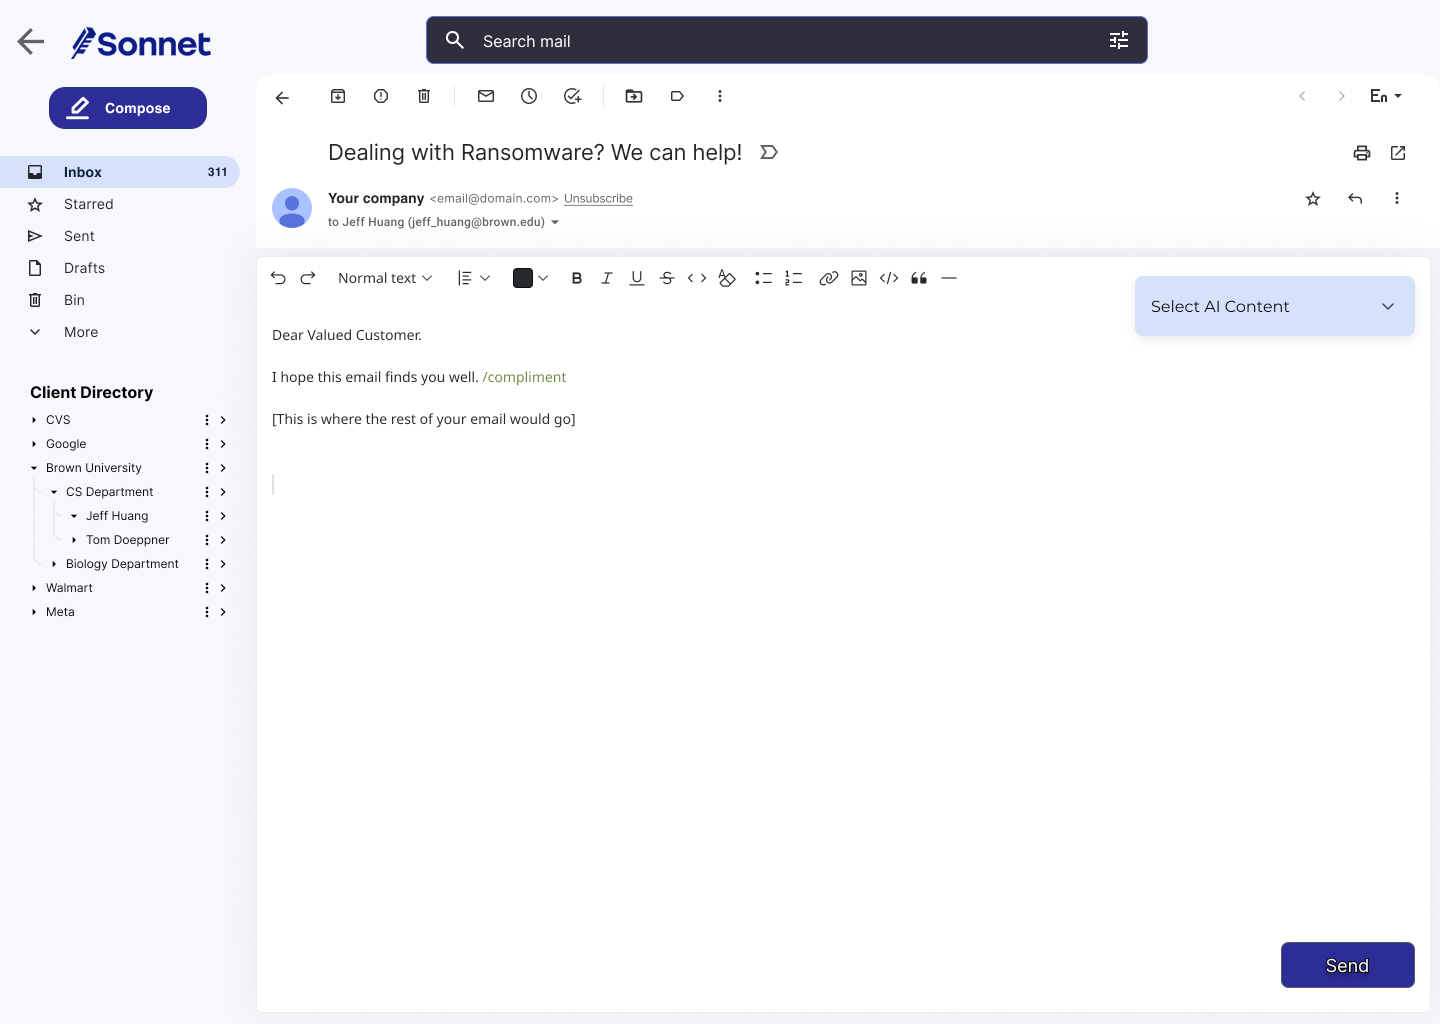 Sonnet
Search mail
Compose
Inbox 311
Starred
Sent
Drafts
Bin
More
Client Directory
CVS
Google
Brown University
CS Department
Jeff Huang
Tom Doeppner
Biology Department
Walmart
Meta
En
Dealing with Ransomware? We can help!
Your company <email@domain.com> Unsubscribe
to Jeff Huang (jeff_huang@brown.edu)
Normal text B I U S
Select AI Content
Dear Valued Customer.
I hope this email finds you well. /compliment
[This is where the rest of your email would go]
Send